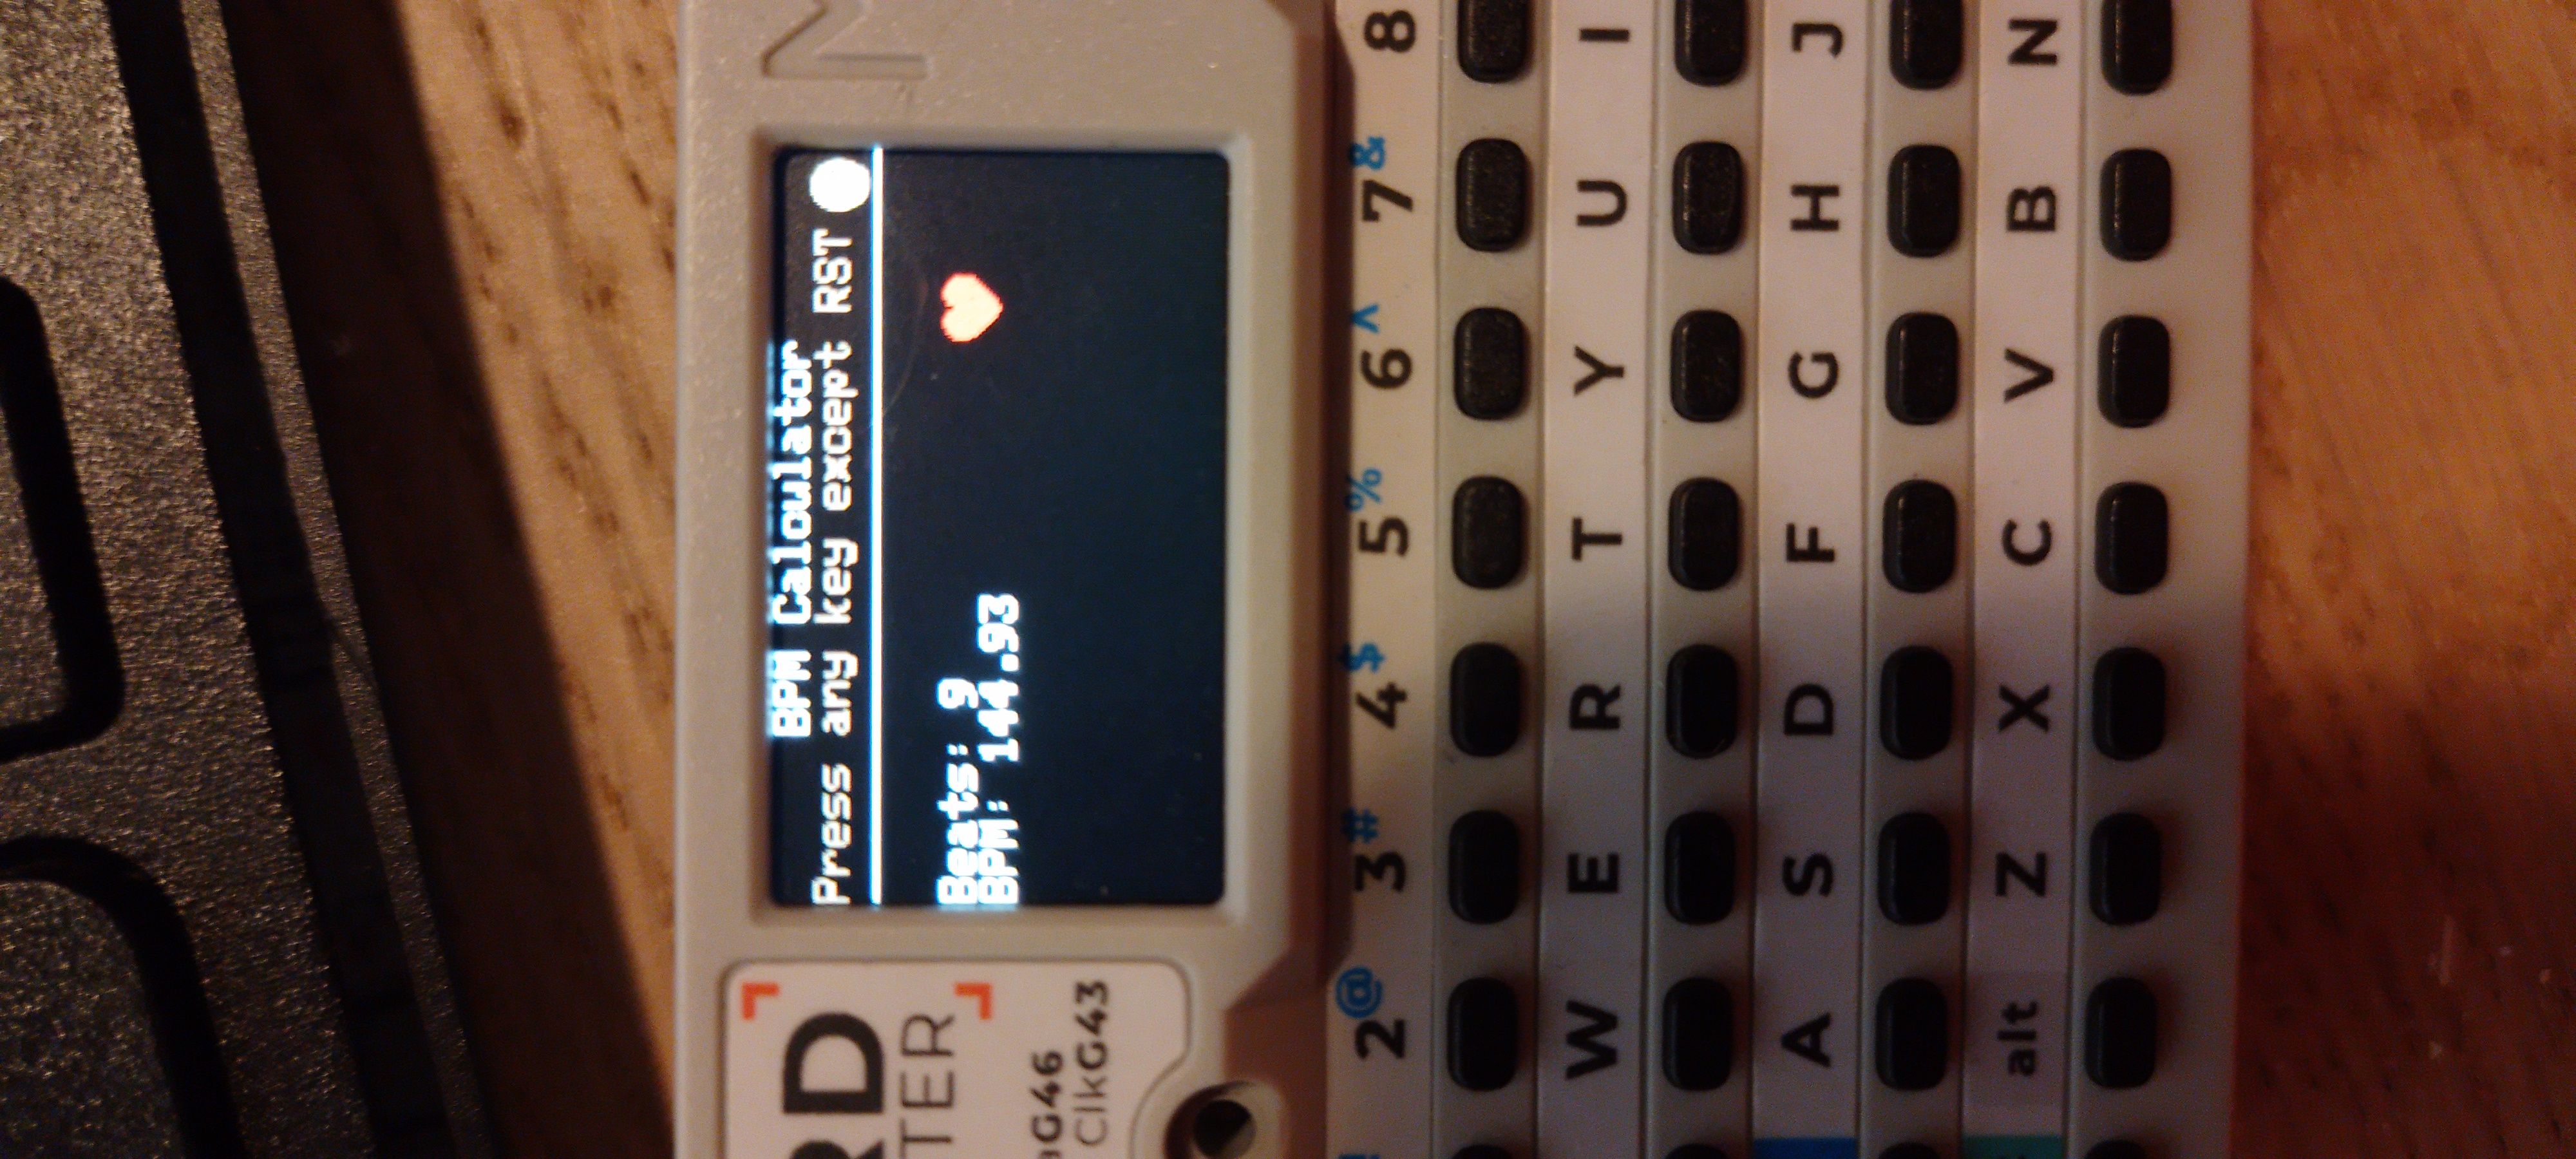 BPM Calculator
Press any key except RST
Beats: 9
BPM: 144.93
RD
TER
aG46
ClkG43
! 2@ 3# 4$ 5% 6^ 7& 8
W E R T Y U I
A S D F G H J
alt Z X C V B N
M